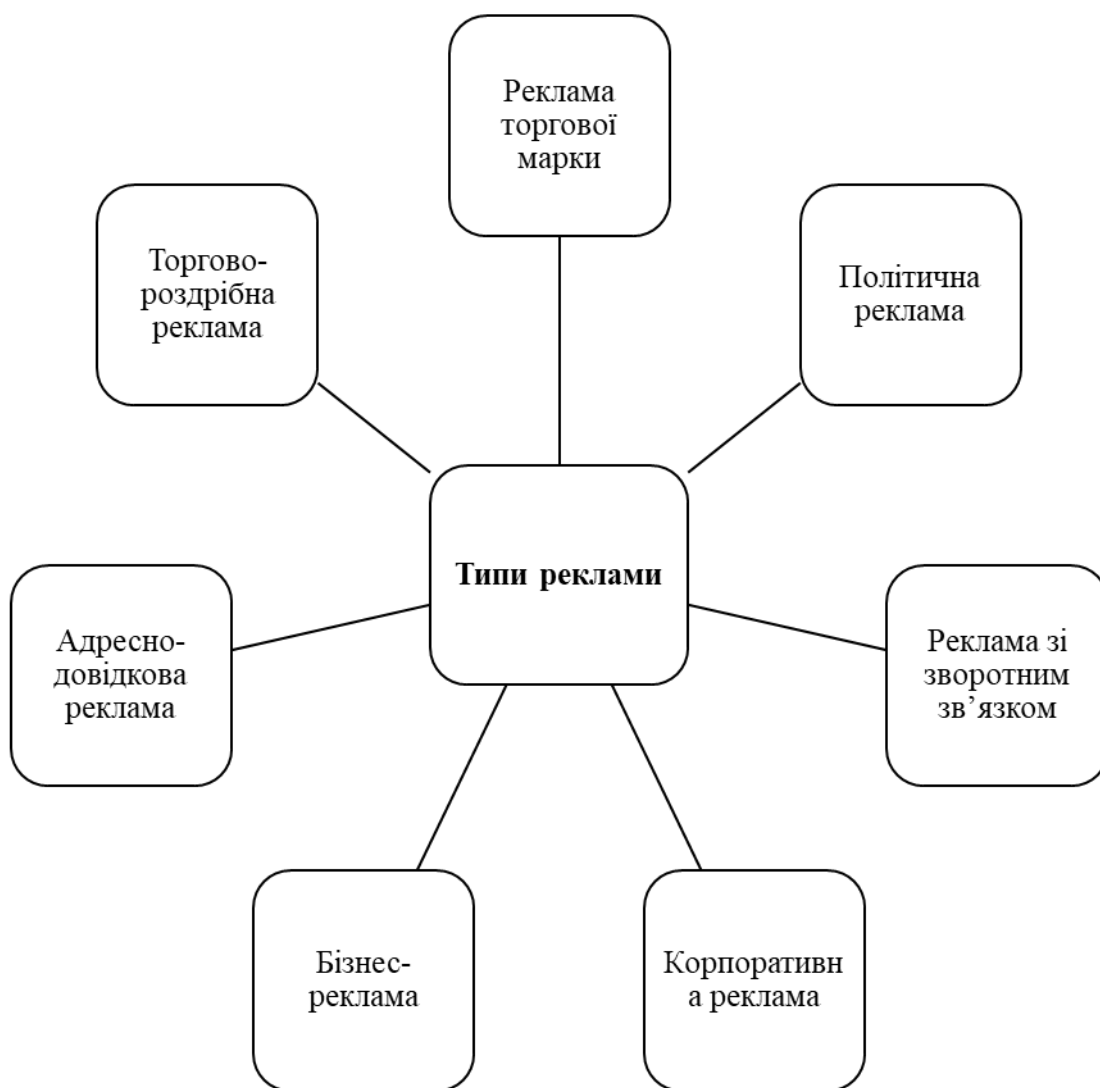 Реклама
торгової
марки
Торгово-
роздрібна
реклама
Політична
реклама
Типи реклами
Адресно-
довідкова
реклама
Реклама зі
зворотним
зв’язком
Бізнес-
реклама
Корпоративн
а реклама